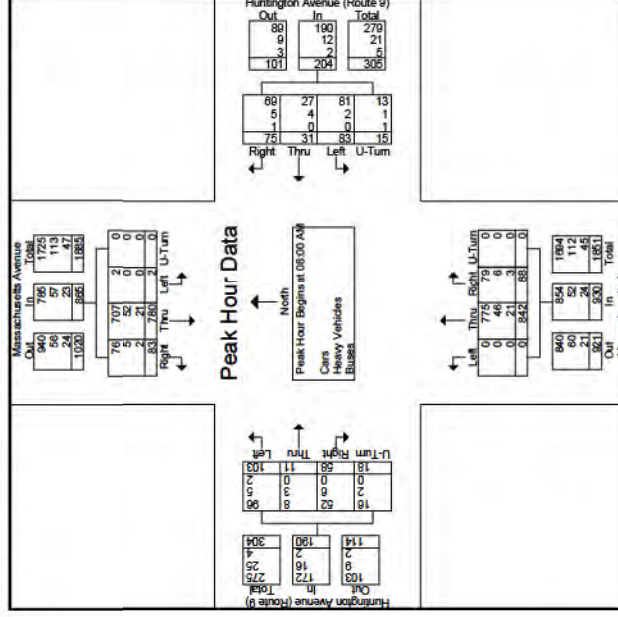 Huntington Avenue (Route 9)
Out In Total
89 190 279
9 12 21
3 2 5
101 204 305
69 27 81 13
5 4 2 1
1 0 0 1
75 31 83 15
Right Thru Left U-Turn
Massachusetts Avenue
Out In Total
940 785 1725
56 57 113
24 23 47
1020 865 1885
76 707 2 0
5 52 0 0
2 21 0 0
83 780 2 0
Right Thru Left U-Turn
Peak Hour Data
North
Peak Hour Begins at 08:00 AM
Cars
Heavy Vehicles
Buses
Left Thru Right U-Turn
0 775 79 0
0 46 6 0
0 21 3 0
0 842 88 0
840 854 1694
60 52 112
21 24 45
921 930 1851
Out In Total
U-Turn Right Thru Left
18 58 11 103
0 0 0 2
2 6 3 5
16 52 8 96
114 190 304
2 2 4
9 16 25
103 172 275
Out In Total
Huntington Avenue (Route 9)